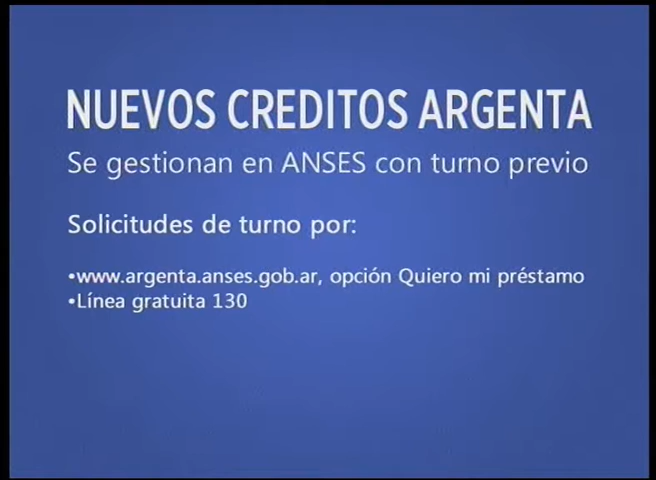 NUEVOS CREDITOS ARGENTA
Se gestionan en ANSES con turno previo
Solicitudes de turno por:
•www.argenta.anses.gob.ar, opción Quiero mi préstamo
•Línea gratuita 130